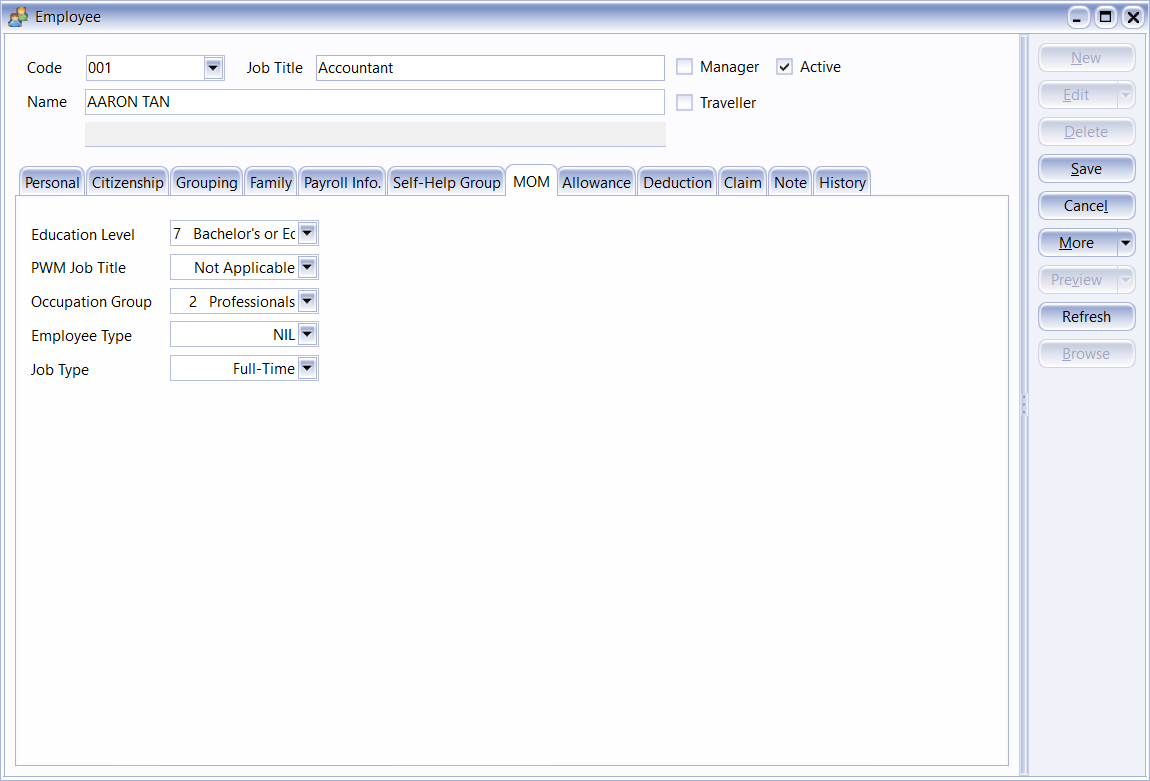 Employee
Code 001 Job Title Accountant Manager Active
Name AARON TAN Traveller
Personal Citizenship Grouping Family Payroll Info. Self-Help Group MOM Allowance Deduction Claim Note History
Education Level 7 Bachelor's or Ec
PWM Job Title Not Applicable
Occupation Group 2 Professionals
Employee Type NIL
Job Type Full-Time
New
Edit
Delete
Save
Cancel
More
Preview
Refresh
Browse